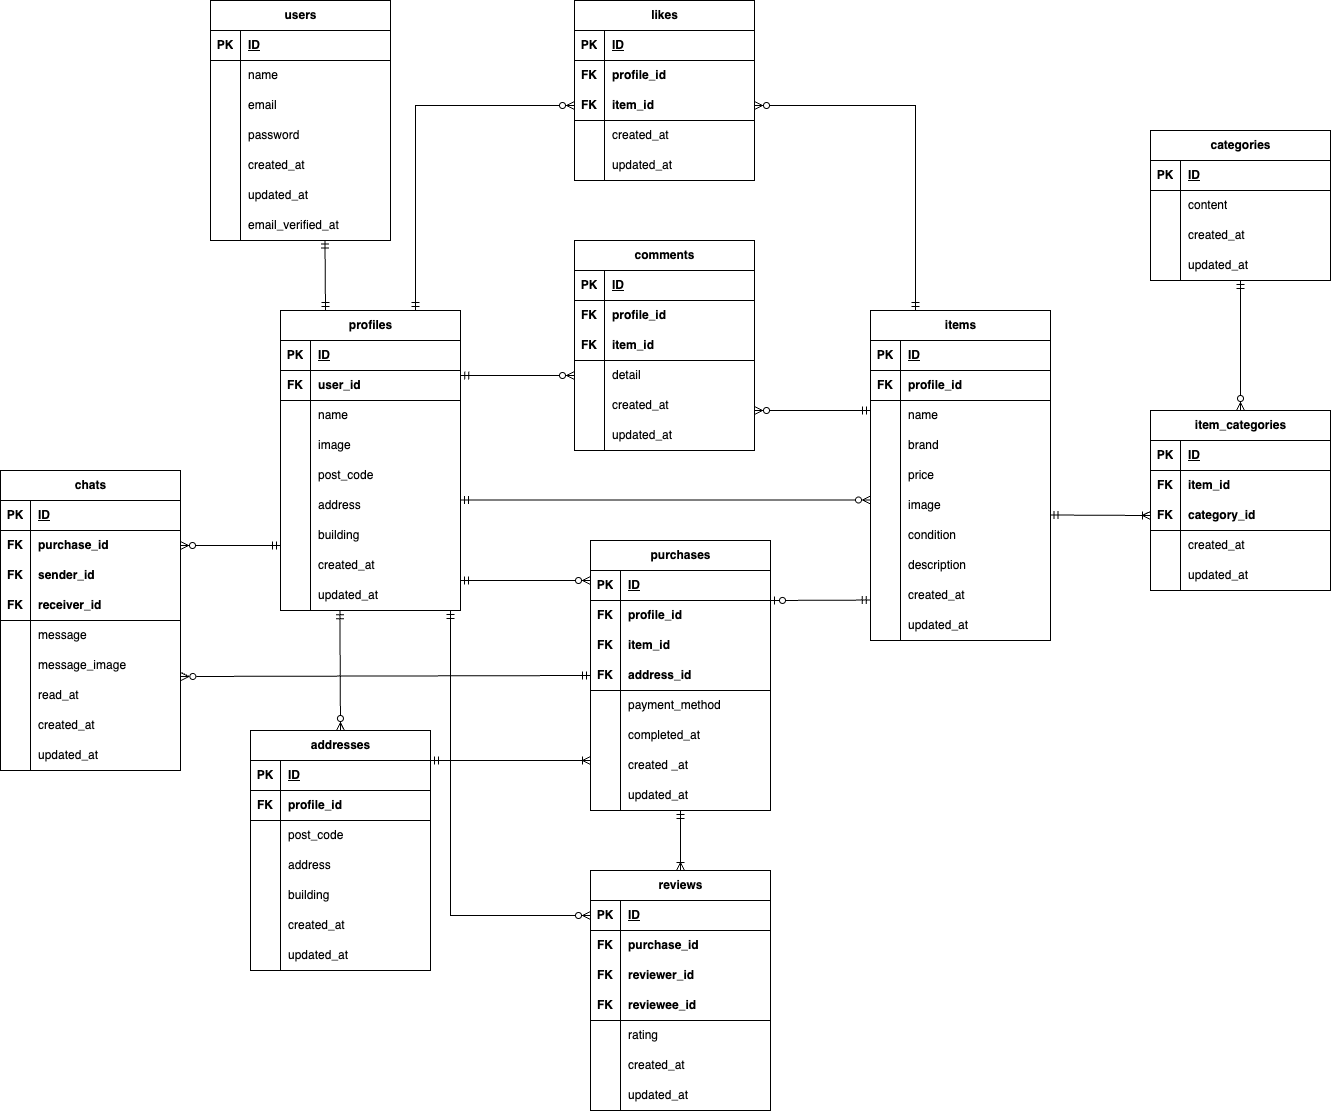 users
PK ID
name
email
password
created_at
updated_at
email_verified_at
likes
PK ID
FK profile_id
FK item_id
created_at
updated_at
categories
PK ID
content
created_at
updated_at
comments
PK ID
FK profile_id
FK item_id
detail
created_at
updated_at
profiles
PK ID
FK user_id
name
image
post_code
address
building
created_at
updated_at
items
PK ID
FK profile_id
name
brand
price
image
condition
description
created_at
updated_at
item_categories
PK ID
FK item_id
FK category_id
created_at
updated_at
chats
PK ID
FK purchase_id
FK sender_id
FK receiver_id
message
message_image
read_at
created_at
updated_at
purchases
PK ID
FK profile_id
FK item_id
FK address_id
payment_method
completed_at
created _at
updated_at
addresses
PK ID
FK profile_id
post_code
address
building
created_at
updated_at
reviews
PK ID
FK purchase_id
FK reviewer_id
FK reviewee_id
rating
created_at
updated_at